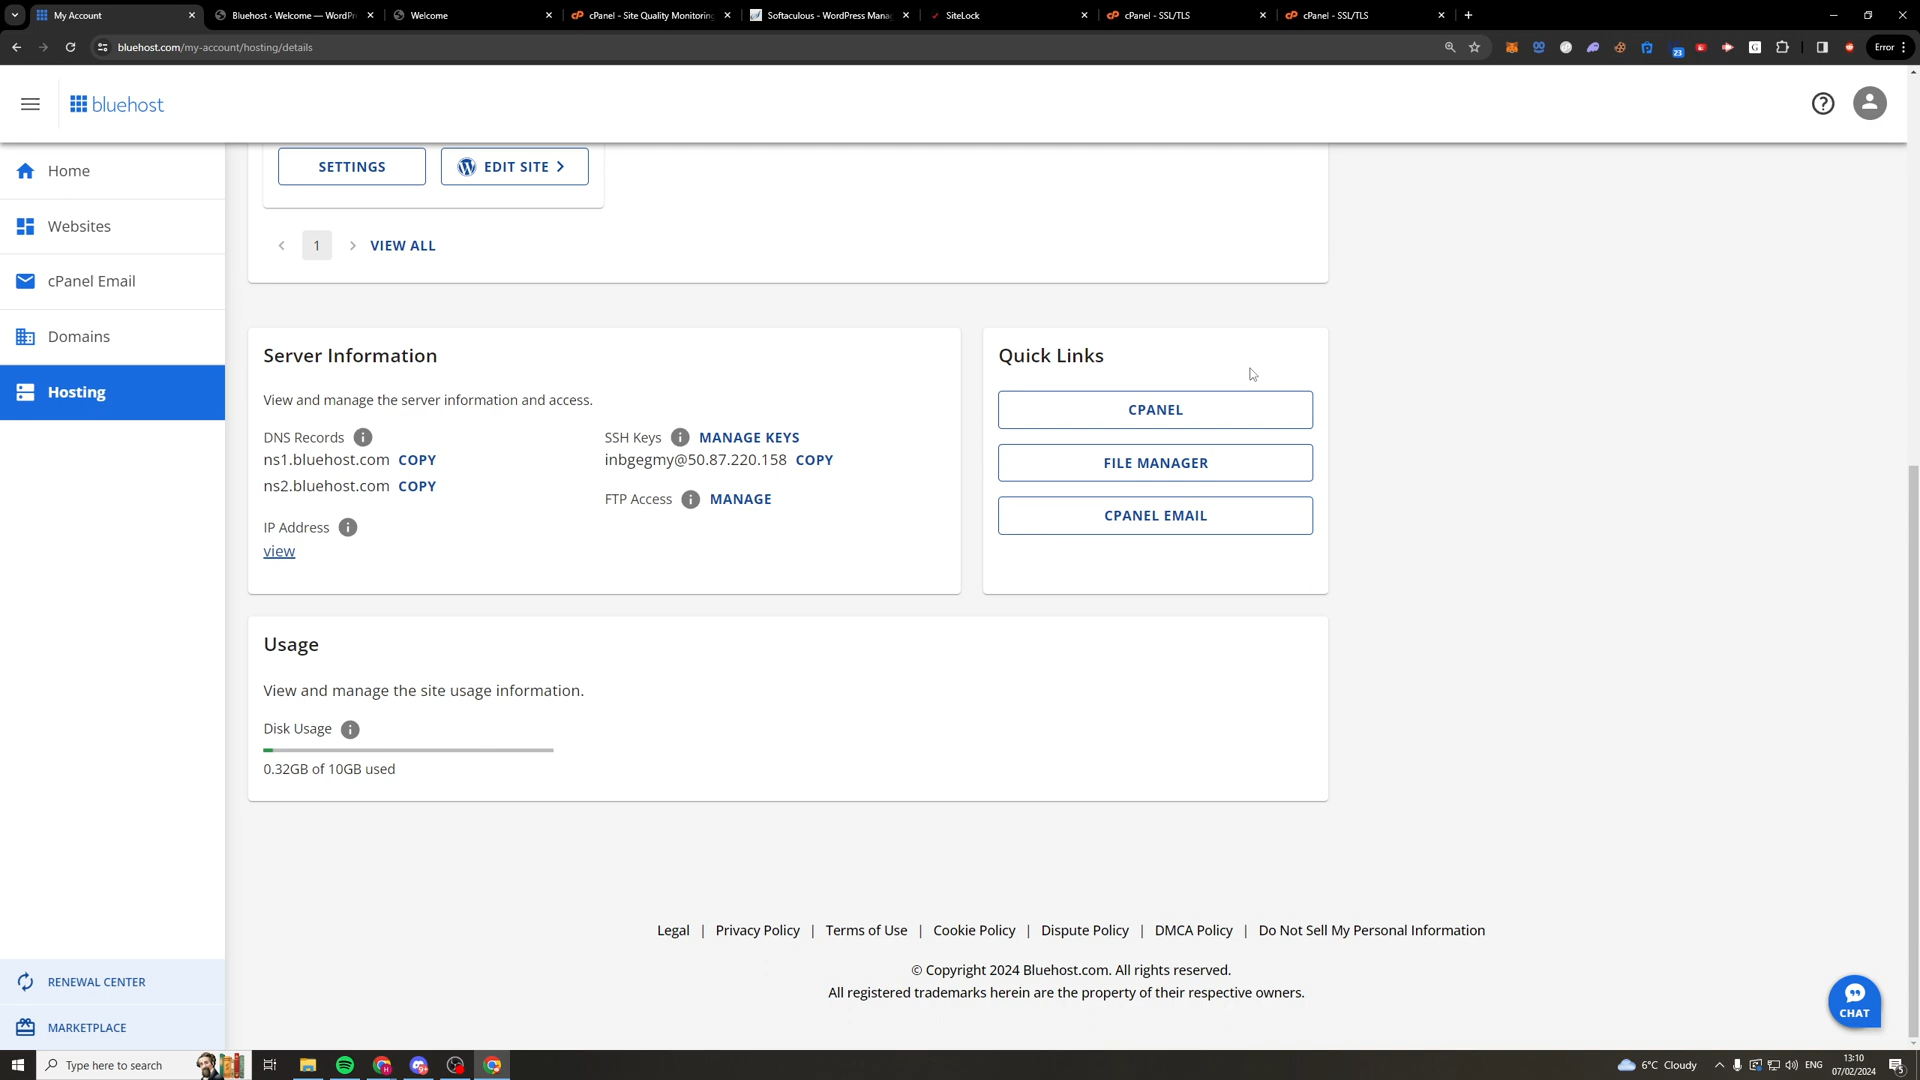 My Account
Bluehost ‹ Welcome — WordPr
Welcome
cPanel - Site Quality Monitoring
Softaculous - WordPress Mana
SiteLock
cPanel - SSL/TLS
cPanel - SSL/TLS
bluehost.com/my-account/hosting/details
23
G
Error
bluehost
Home
Websites
cPanel Email
Domains
Hosting
RENEWAL CENTER
MARKETPLACE
SETTINGS
EDIT SITE
1
VIEW ALL
Server Information
View and manage the server information and access.
DNS Records
ns1.bluehost.com COPY
ns2.bluehost.com COPY
IP Address
view
SSH Keys MANAGE KEYS
inbgegmy@50.87.220.158 COPY
FTP Access MANAGE
Quick Links
CPANEL
FILE MANAGER
CPANEL EMAIL
Usage
View and manage the site usage information.
Disk Usage
0.32GB of 10GB used
Legal | Privacy Policy | Terms of Use | Cookie Policy | Dispute Policy | DMCA Policy | Do Not Sell My Personal Information
© Copyright 2024 Bluehost.com. All rights reserved.
All registered trademarks herein are the property of their respective owners.
CHAT
Type here to search
6°C Cloudy
ENG
13:10
07/02/2024
5